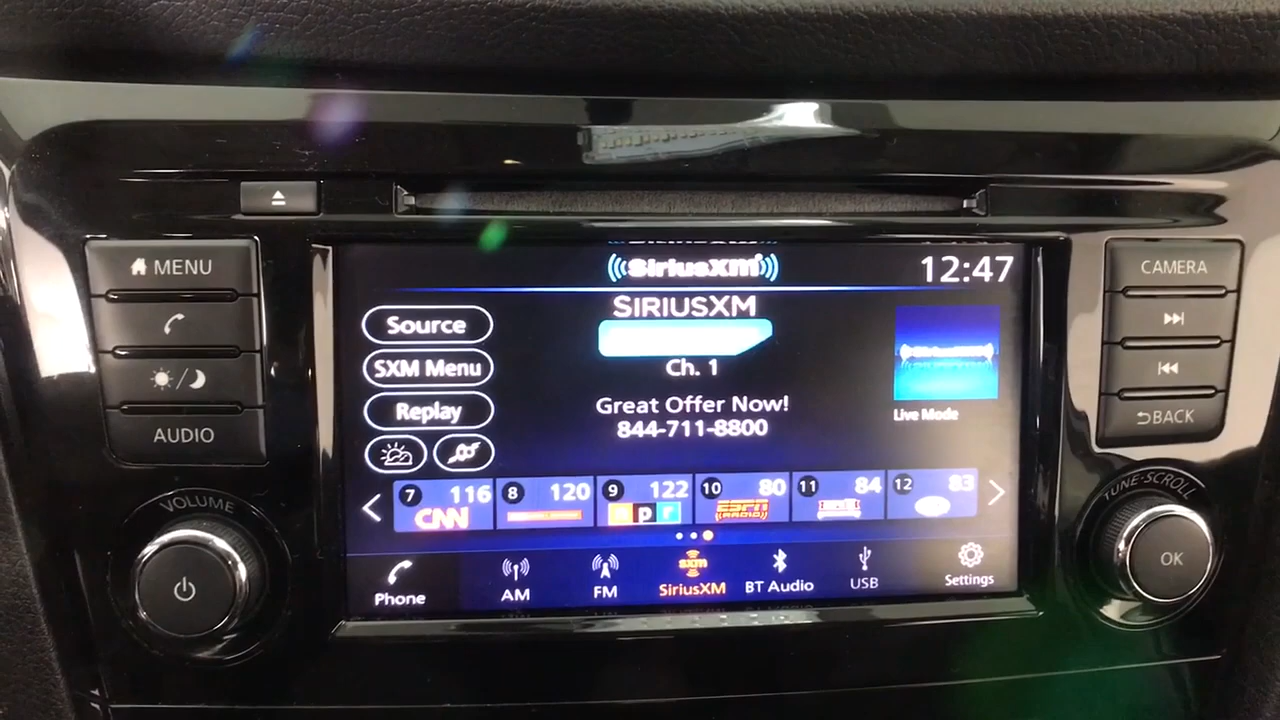 MENU
AUDIO
VOLUME
SiriusXM
12:47
SIRIUSXM
Ch. 1
Great Offer Now!
844-711-8800
Source
SXM Menu
Replay
Live Mode
7 116 CNN
8 120
9 122 npr
10 80 ESPN RADIO
11 84
12 83
Phone
AM
FM
sxm
SiriusXM
BT Audio
USB
Settings
CAMERA
BACK
TUNE·SCROLL
OK